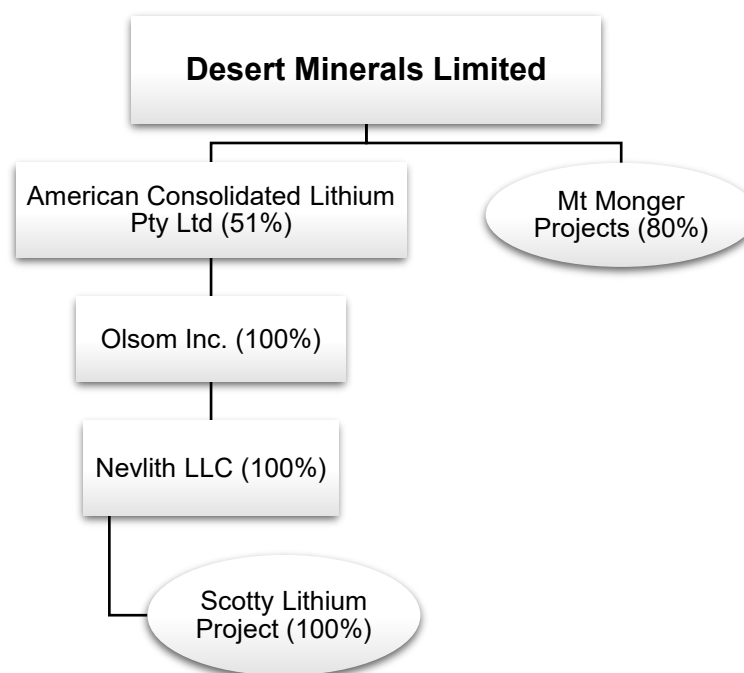 Desert Minerals Limited
American Consolidated Lithium
Pty Ltd (51%)
Mt Monger
Projects (80%)
Olsom Inc. (100%)
Nevlith LLC (100%)
Scotty Lithium
Project (100%)